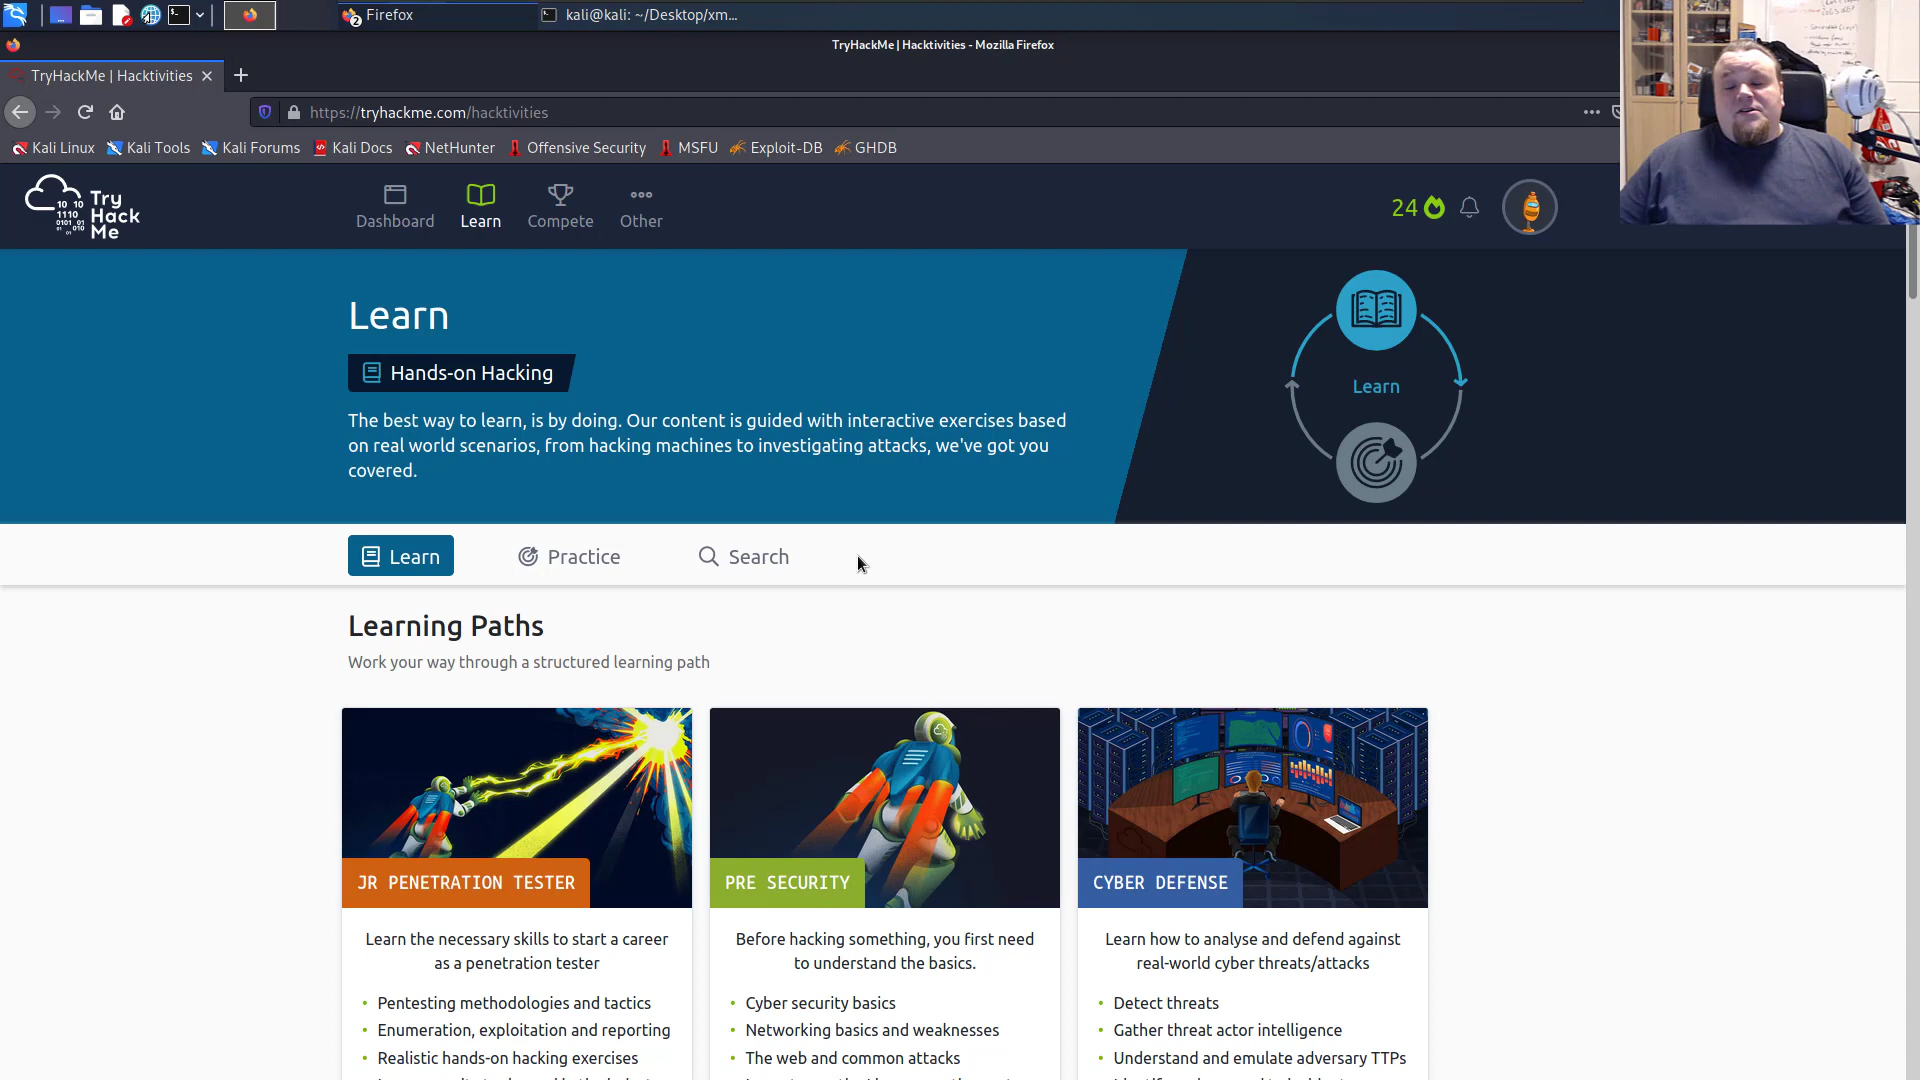 Firefox
2
kali@kali: ~/Desktop/xm...
TryHackMe | Hacktivities - Mozilla Firefox
TryHackMe | Hacktivities
https://tryhackme.com/hacktivities
Kali Linux
Kali Tools
Kali Forums
Kali Docs
NetHunter
Offensive Security
MSFU
Exploit-DB
GHDB
Try
Hack
Me
10 10
1110
0101 01
Dashboard
Learn
Compete
Other
24
Learn
Hands-on Hacking
The best way to learn, is by doing. Our content is guided with interactive exercises based
on real world scenarios, from hacking machines to investigating attacks, we've got you
covered.
Learn
Learn
Practice
Search
Learning Paths
Work your way through a structured learning path
JR PENETRATION TESTER
Learn the necessary skills to start a career
as a penetration tester
• Pentesting methodologies and tactics
• Enumeration, exploitation and reporting
• Realistic hands-on hacking exercises
PRE SECURITY
Before hacking something, you first need
to understand the basics.
• Cyber security basics
• Networking basics and weaknesses
• The web and common attacks
CYBER DEFENSE
Learn how to analyse and defend against
real-world cyber threats/attacks
• Detect threats
• Gather threat actor intelligence
• Understand and emulate adversary TTPs